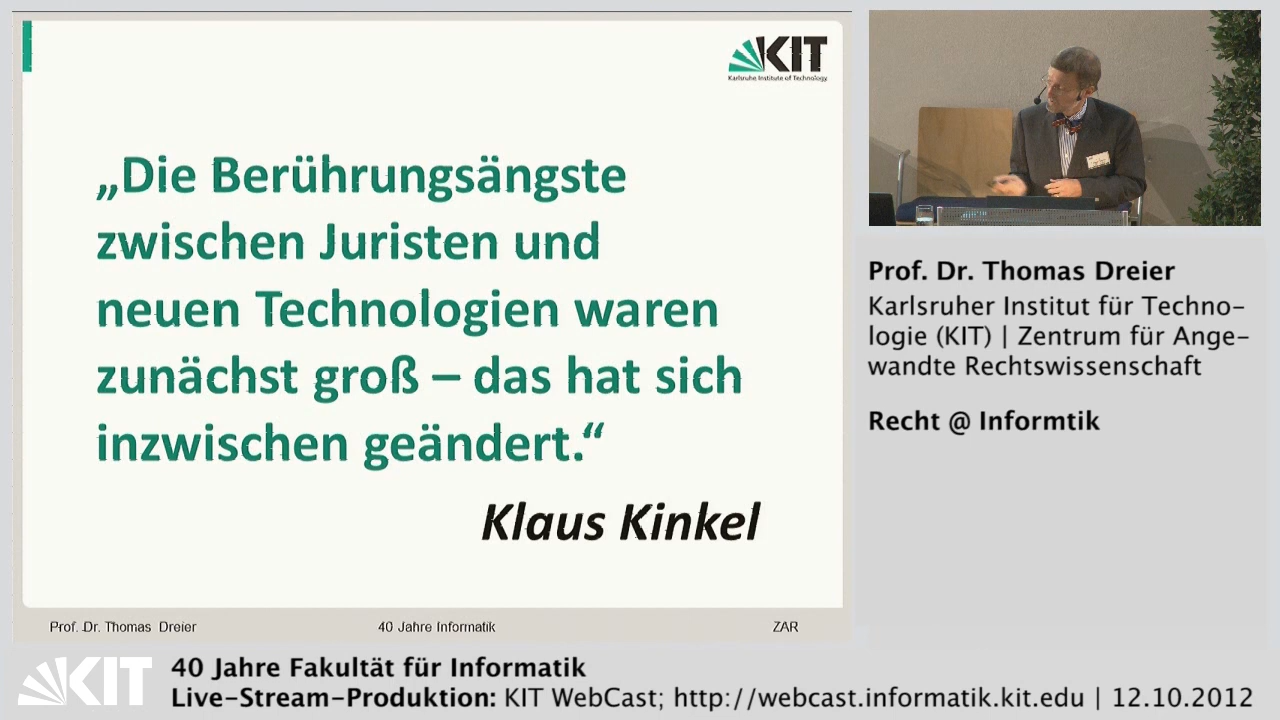 KIT
Karlsruhe Institute of Technology
„Die Berührungsängste
zwischen Juristen und
neuen Technologien waren
zunächst groß – das hat sich
inzwischen geändert.“
Klaus Kinkel
Prof. Dr. Thomas Dreier
40 Jahre Informatik
ZAR
Prof. Dr. Thomas Dreier
Karlsruher Institut für Techno-
logie (KIT) | Zentrum für Ange-
wandte Rechtswissenschaft
Recht @ Informtik
KIT
40 Jahre Fakultät für Informatik
Live-Stream-Produktion: KIT WebCast; http://webcast.informatik.kit.edu | 12.10.2012